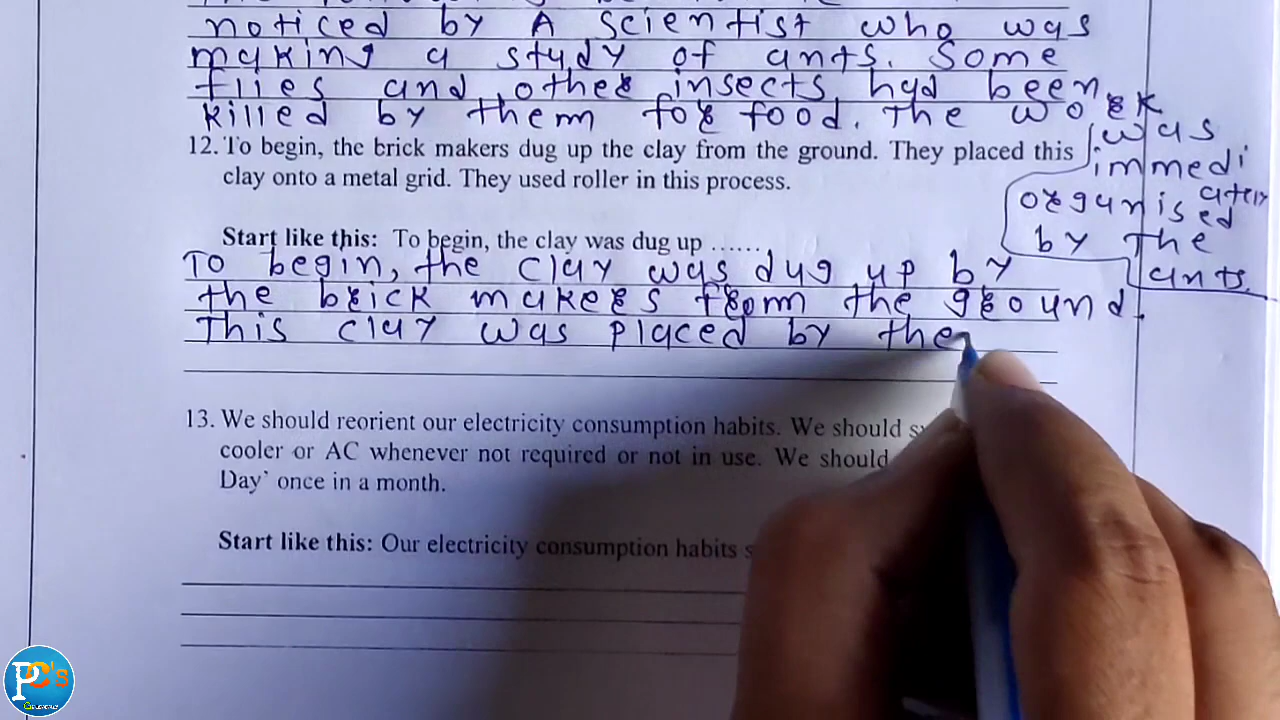 noticed by A scientist who was
making a study of ants. Some
flies and other insects had been
killed by them for food. The work
was
immedi
ately
organised
by the
ants.
12. To begin, the brick makers dug up the clay from the ground. They placed this
clay onto a metal grid. They used roller in this process.
Start like this: To begin, the clay was dug up ......
To begin, the clay was dug up by
the brick makers from the ground.
This clay was placed by the
13. We should reorient our electricity consumption habits. We should
cooler or AC whenever not required or not in use. We should
Day' once in a month.
Start like this: Our electricity consumption habits
PC's